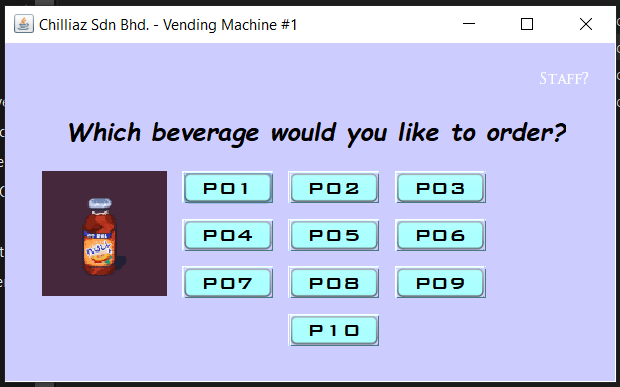 Chilliaz Sdn Bhd. - Vending Machine #1
Staff?
Which beverage would you like to order?
P01 P02 P03
P04 P05 P06
P07 P08 P09
P10